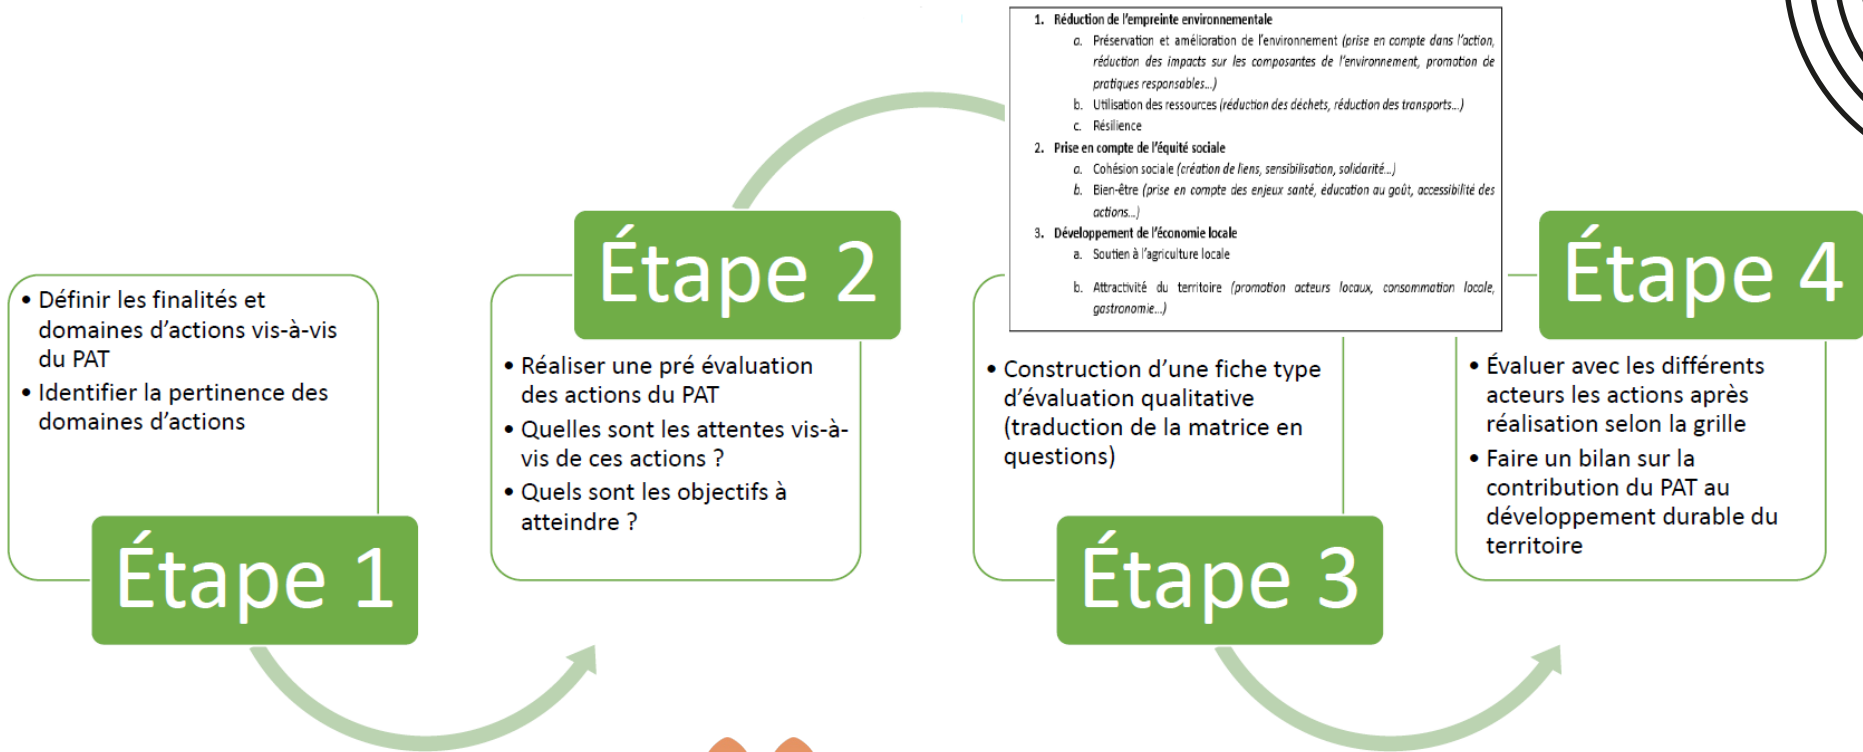 Étape 1
• Définir les finalités et
domaines d’actions vis-à-vis
du PAT
• Identifier la pertinence des
domaines d’actions
Étape 2
• Réaliser une pré évaluation
des actions du PAT
• Quelles sont les attentes vis-à-
vis de ces actions ?
• Quels sont les objectifs à
atteindre ?
1. Réduction de l’empreinte environnementale
a. Préservation et amélioration de l’environnement (prise en compte dans l’action,
réduction des impacts sur les composantes de l’environnement, promotion de
pratiques responsables…)
b. Utilisation des ressources (réduction des déchets, réduction des transports…)
c. Résilience
2. Prise en compte de l’équité sociale
a. Cohésion sociale (création de liens, sensibilisation, solidarité…)
b. Bien-être (prise en compte des enjeux santé, éducation au goût, accessibilité des
actions…)
3. Développement de l’économie locale
a. Soutien à l’agriculture locale
b. Attractivité du territoire (promotion acteurs locaux, consommation locale,
gastronomie…)
• Construction d’une fiche type
d’évaluation qualitative
(traduction de la matrice en
questions)
Étape 3
Étape 4
• Évaluer avec les différents
acteurs les actions après
réalisation selon la grille
• Faire un bilan sur la
contribution du PAT au
développement durable du
territoire